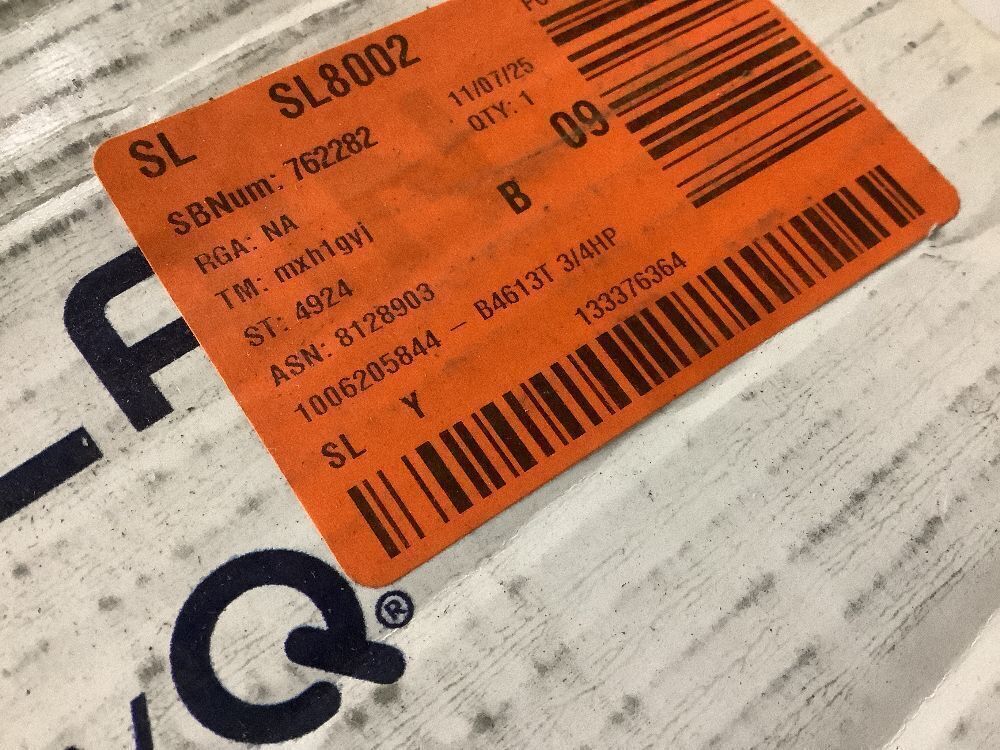 SL SL8002
SBNum: 762282 11/07/25
RGA: NA QTY: 1 09
TM: mxh1gyj B
ST: 4924
ASN: 8128903
1006205844 – B4613T 3/4HP
SL Y 133376364
Q®